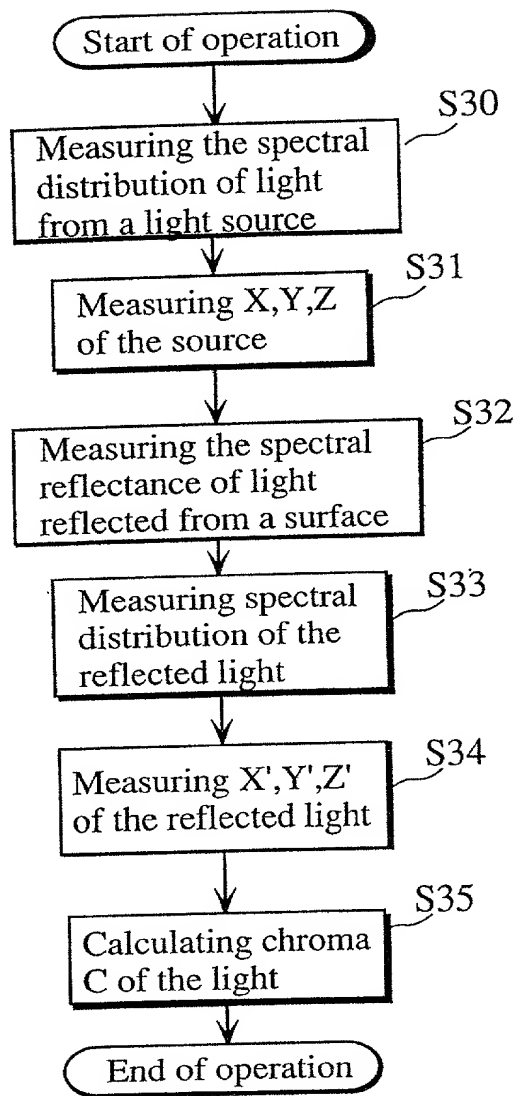 Start of operation
S30
Measuring the spectral
distribution of light
from a light source
S31
Measuring X,Y,Z
of the source
S32
Measuring the spectral
reflectance of light
reflected from a surface
S33
Measuring spectral
distribution of the
reflected light
S34
Measuring X',Y',Z'
of the reflected light
S35
Calculating chroma
C of the light
End of operation